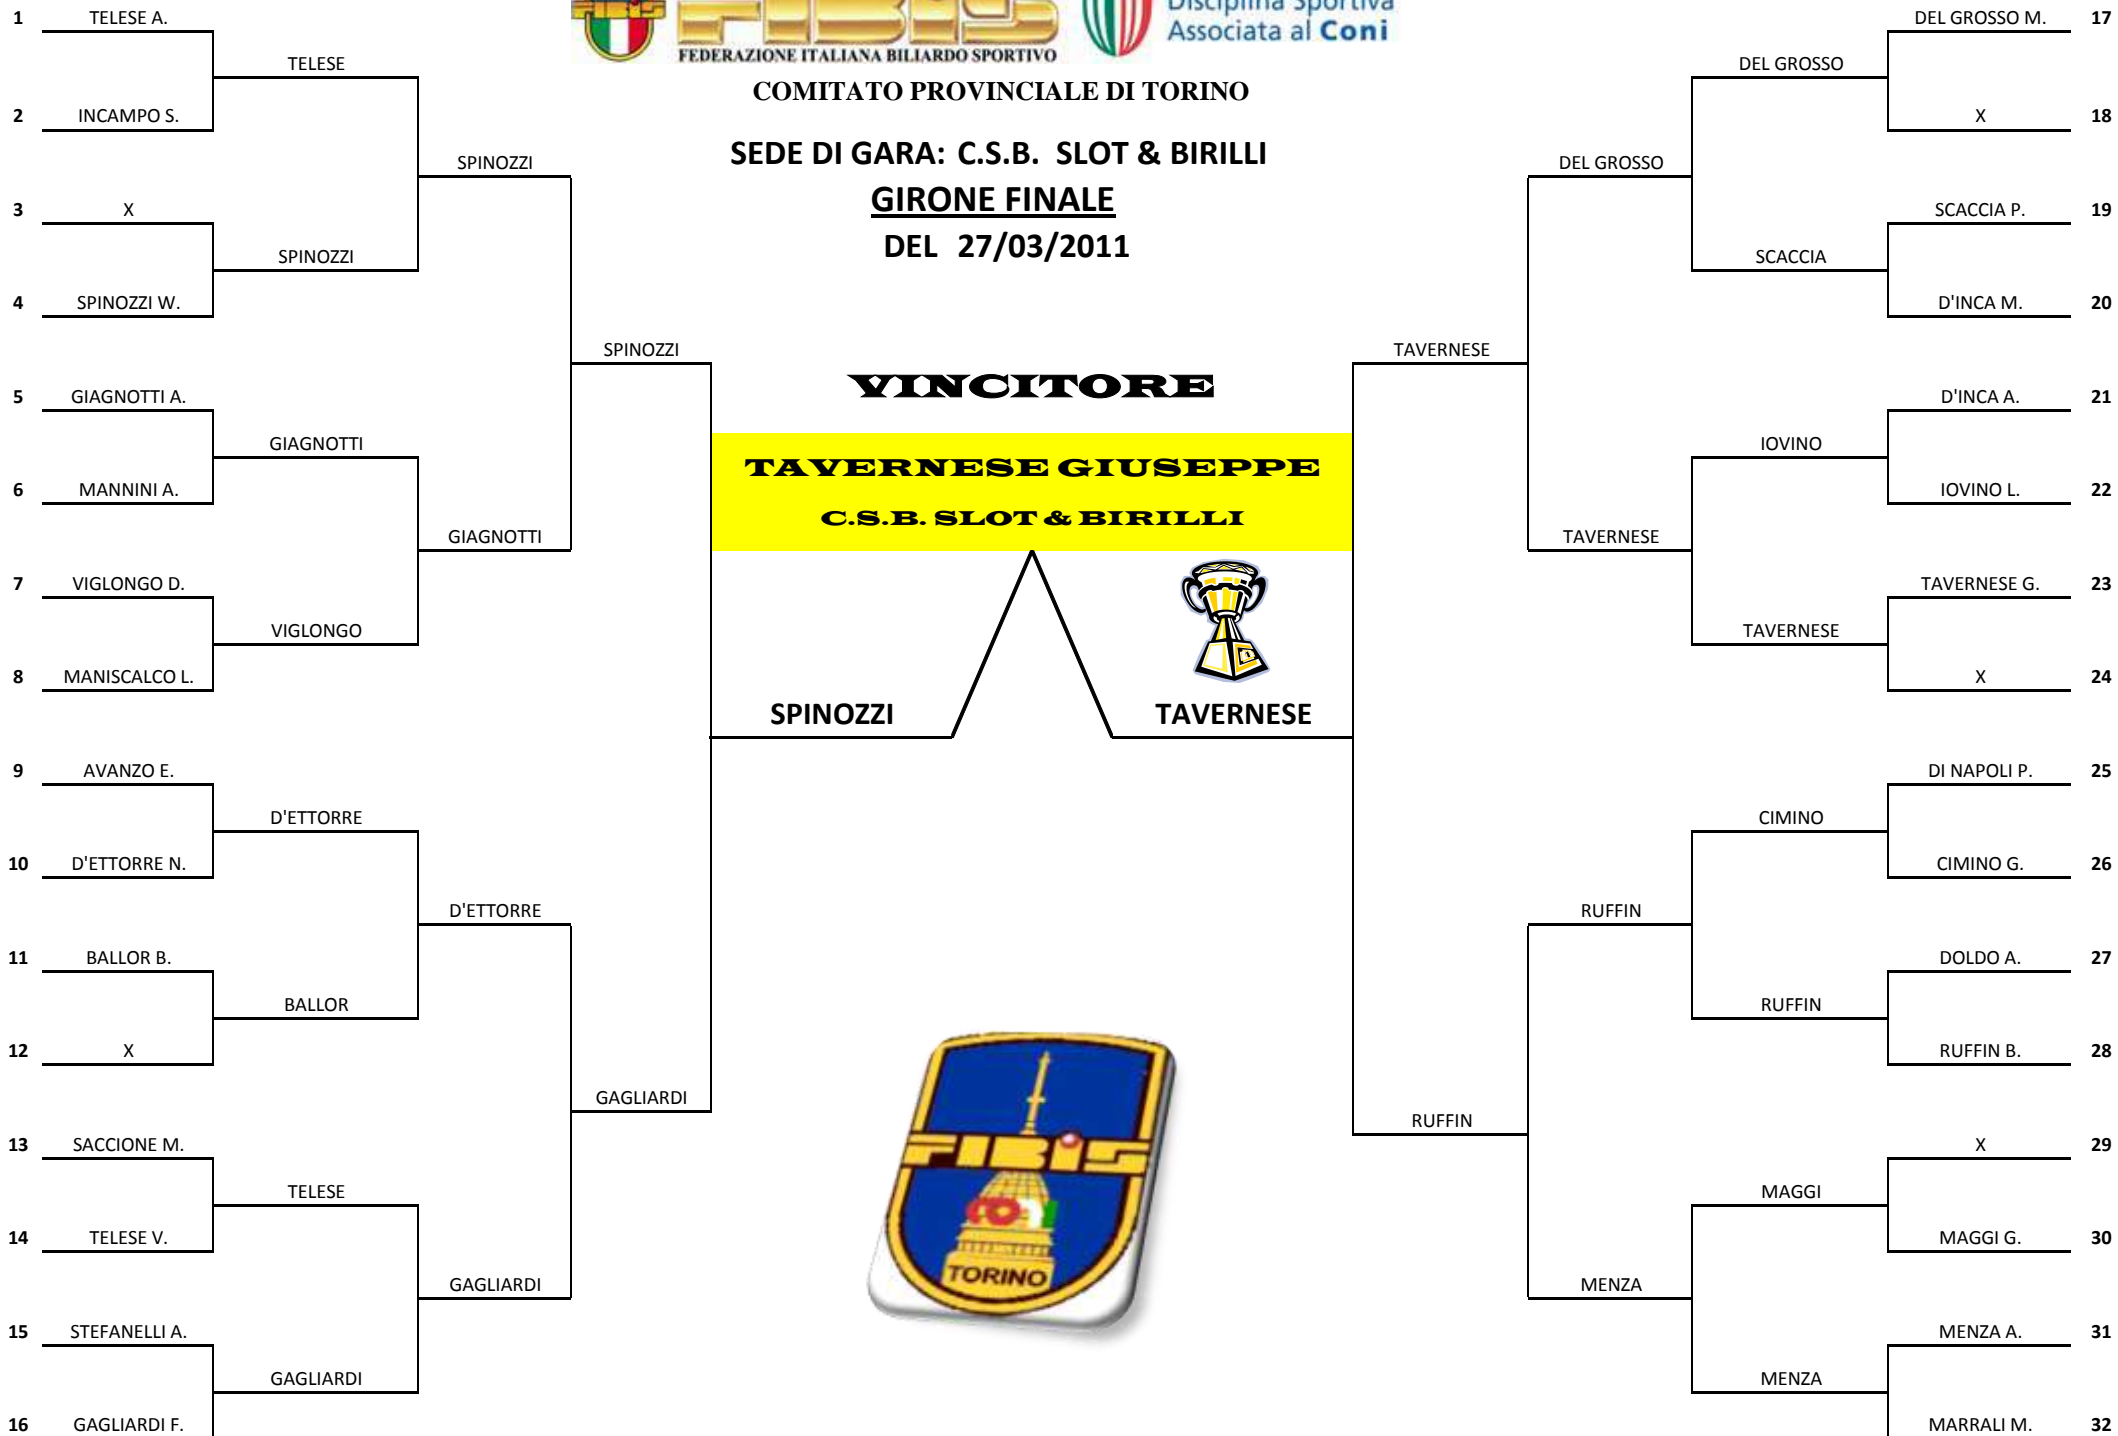 FIBIS
FEDERAZIONE ITALIANA BILIARDO SPORTIVO
Disciplina Sportiva
Associata al Coni
COMITATO PROVINCIALE DI TORINO
SEDE DI GARA: C.S.B. SLOT & BIRILLI
GIRONE FINALE
DEL 27/03/2011
1 TELESE A.
2 INCAMPO S.
3 X
4 SPINOZZI W.
5 GIAGNOTTI A.
6 MANNINI A.
7 VIGLONGO D.
8 MANISCALCO L.
9 AVANZO E.
10 D'ETTORRE N.
11 BALLOR B.
12 X
13 SACCIONE M.
14 TELESE V.
15 STEFANELLI A.
16 GAGLIARDI F.
TELESE
SPINOZZI
GIAGNOTTI
VIGLONGO
D'ETTORRE
BALLOR
TELESE
GAGLIARDI
SPINOZZI
GIAGNOTTI
D'ETTORRE
GAGLIARDI
SPINOZZI
GAGLIARDI
VINCITORE
TAVERNESE GIUSEPPE
C.S.B. SLOT & BIRILLI
SPINOZZI
TAVERNESE
FIBIS
CONI
TORINO
TAVERNESE
RUFFIN
DEL GROSSO
TAVERNESE
RUFFIN
MENZA
DEL GROSSO
SCACCIA
IOVINO
TAVERNESE
CIMINO
RUFFIN
MAGGI
MENZA
DEL GROSSO M. 17
X 18
SCACCIA P. 19
D'INCA M. 20
D'INCA A. 21
IOVINO L. 22
TAVERNESE G. 23
X 24
DI NAPOLI P. 25
CIMINO G. 26
DOLDO A. 27
RUFFIN B. 28
X 29
MAGGI G. 30
MENZA A. 31
MARRALI M. 32